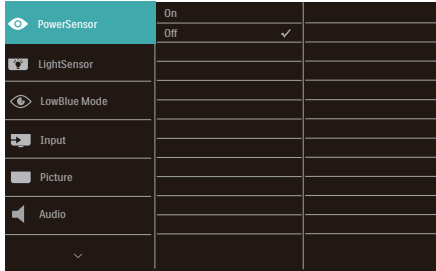 PowerSensor
On
Off
LightSensor
LowBlue Mode
Input
Picture
Audio